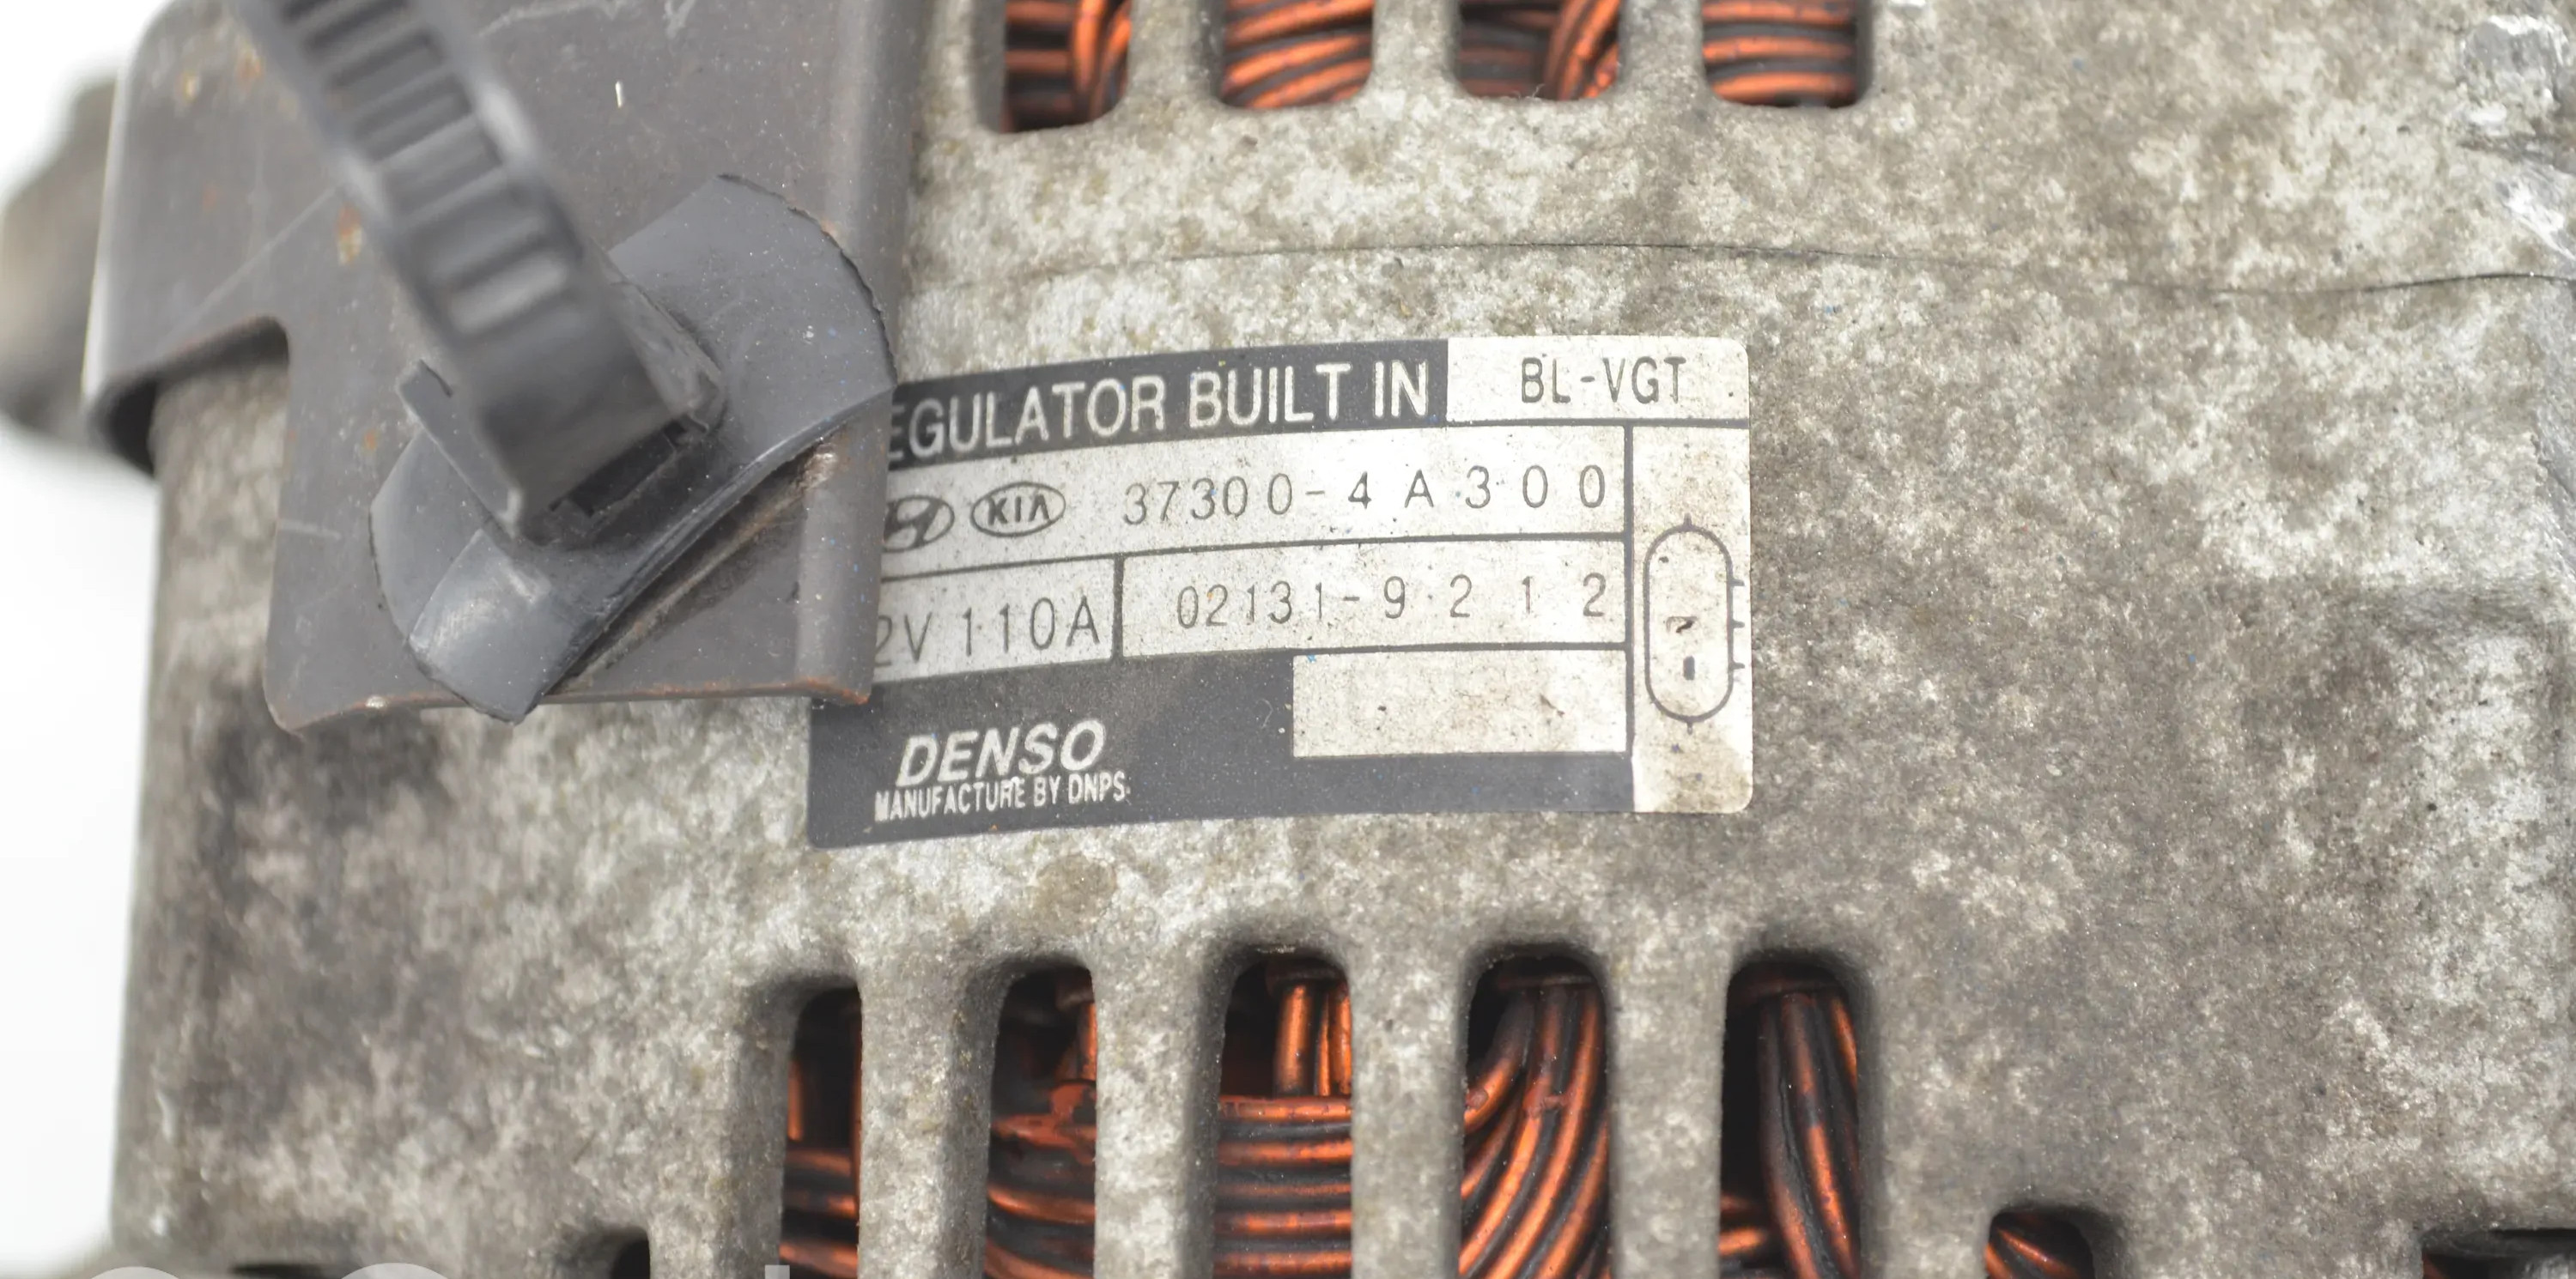 EGULATOR BUILT IN BL-VGT
KIA 37300-4A300
2V 110A 02131-9212
DENSO
MANUFACTURE BY DNPS